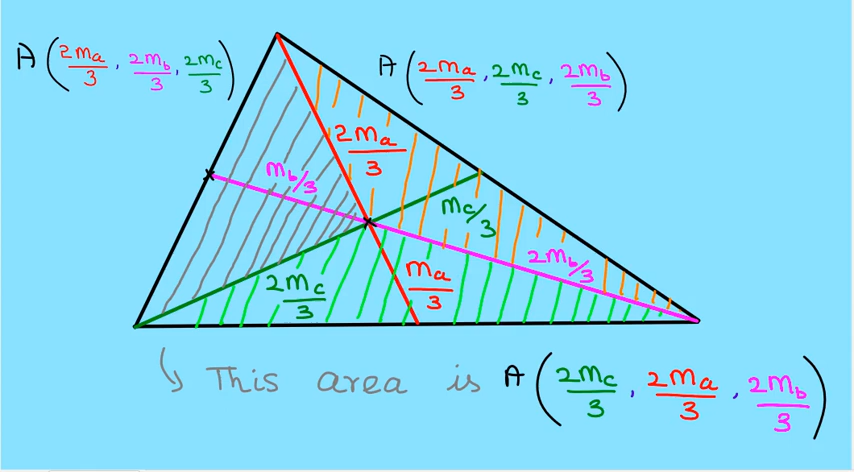 A (2ma/3, 2mb/3, 2mc/3)
A (2ma/3, 2mc/3, 2mb/3)
2ma/3
mb/3
mc/3
2mb/3
ma/3
2mc/3
This area is A (2mc/3, 2ma/3, 2mb/3)